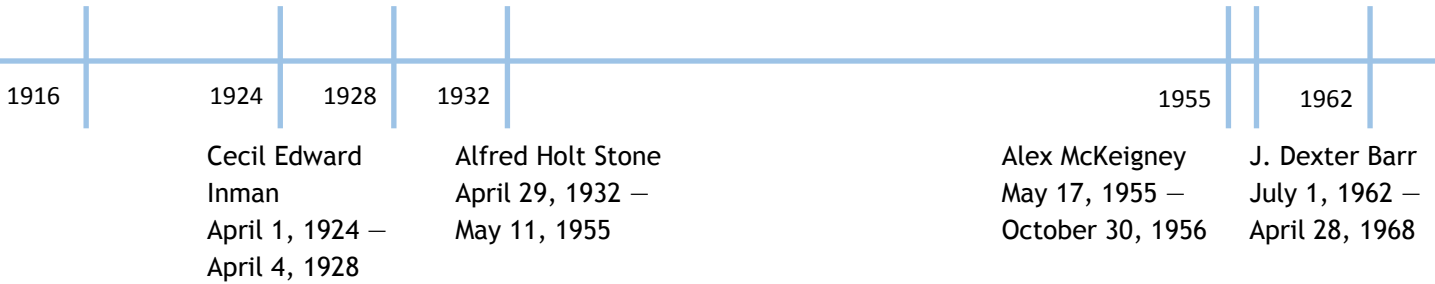 1916
1924
1928
1932
1955
1962
Cecil Edward
Inman
April 1, 1924 —
April 4, 1928
Alfred Holt Stone
April 29, 1932 —
May 11, 1955
Alex McKeigney
May 17, 1955 —
October 30, 1956
J. Dexter Barr
July 1, 1962 —
April 28, 1968